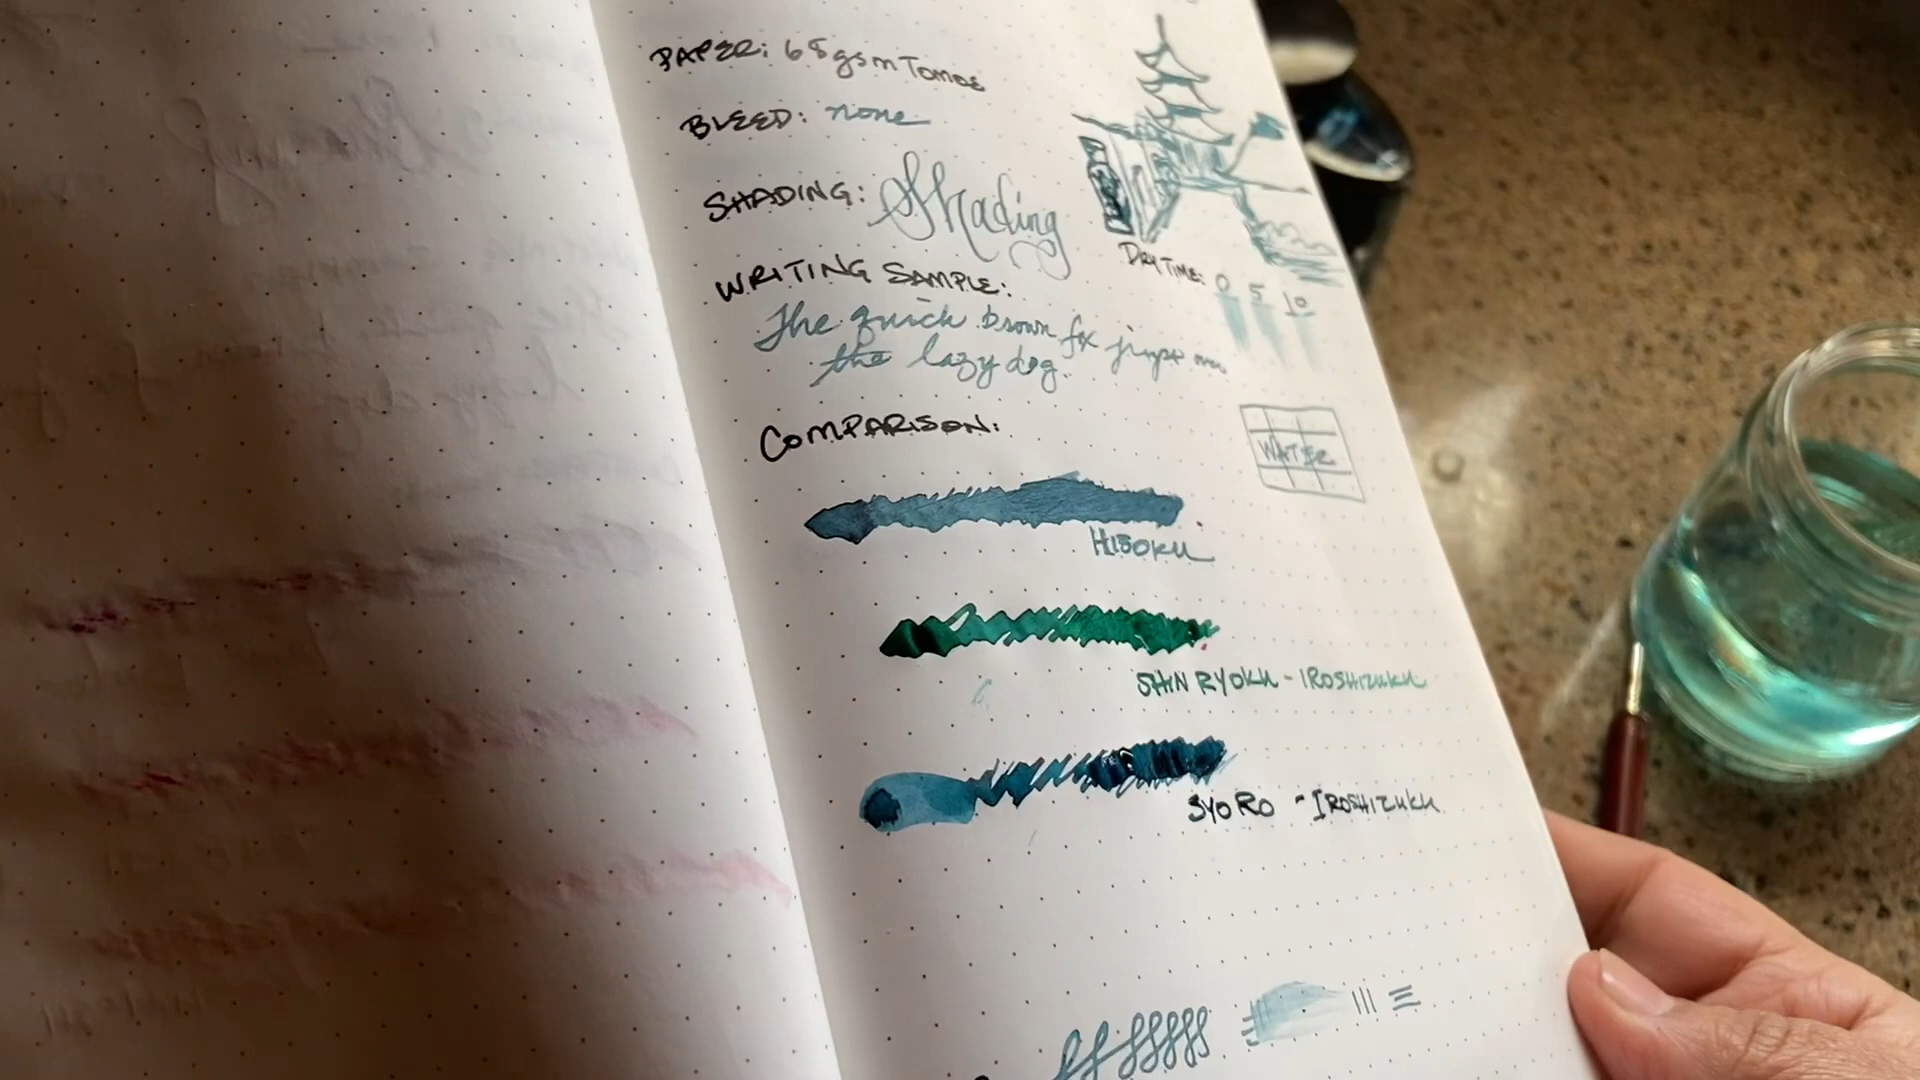 PAPER: 68gsm Tomoe
BLEED: none
SHADING: Shading
DRY TIME: 0 5 10
WRITING SAMPLE:
The quick brown fox jumps over
the lazy dog.
COMPARISON:
WATER
HISOKU
SHIN RYOKU - IROSHIZUKU
SYO RO - IROSHIZUKU